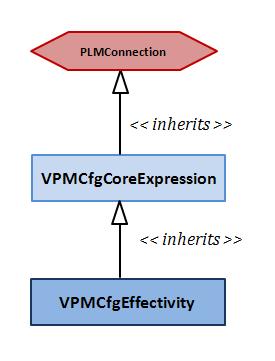 PLMConnection
<< inherits >>
VPMCfgCoreExpression
<< inherits >>
VPMCfgEffectivity